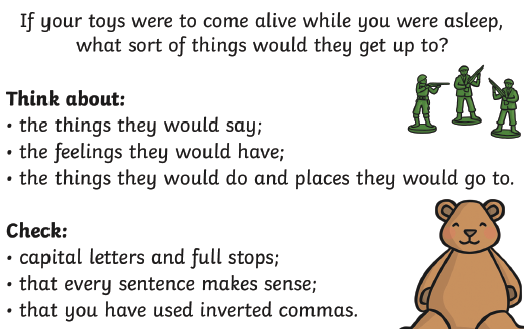 If your toys were to come alive while you were asleep,
what sort of things would they get up to?
Think about:
• the things they would say;
• the feelings they would have;
• the things they would do and places they would go to.
Check:
• capital letters and full stops;
• that every sentence makes sense;
• that you have used inverted commas.